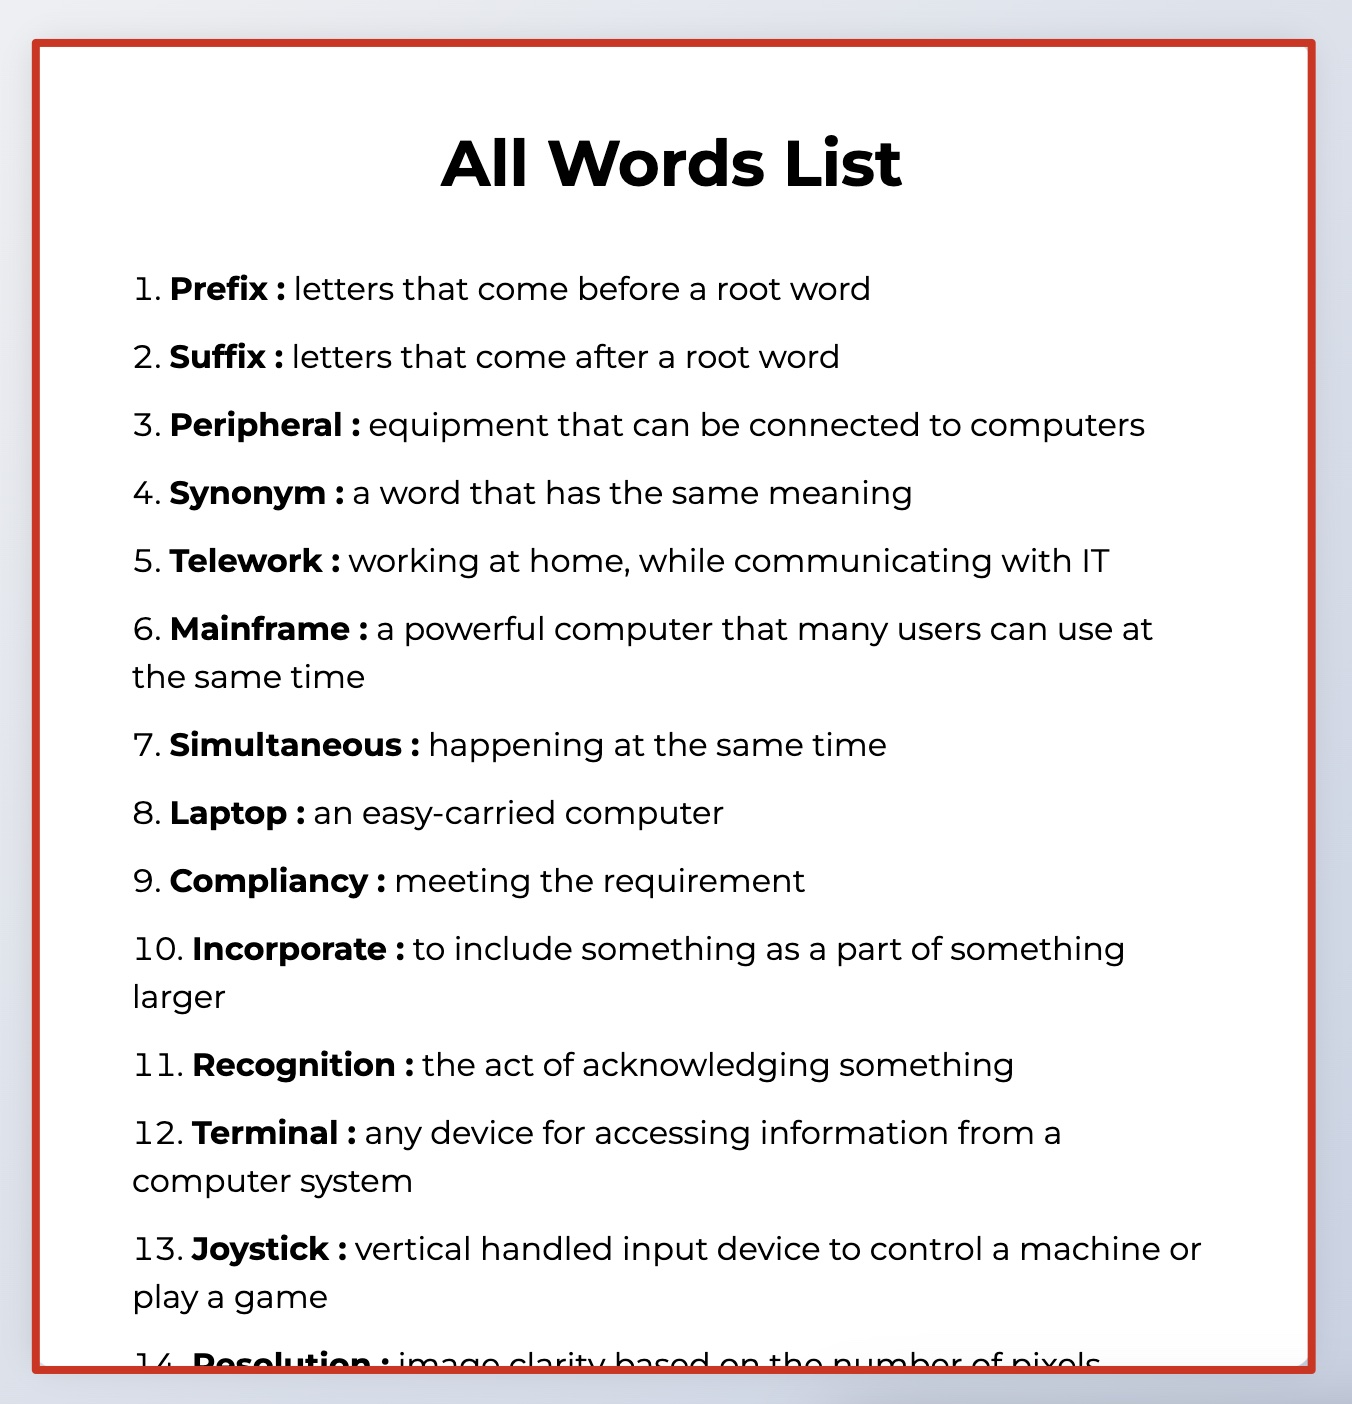 All Words List
1. Prefix : letters that come before a root word
2. Suffix : letters that come after a root word
3. Peripheral : equipment that can be connected to computers
4. Synonym : a word that has the same meaning
5. Telework : working at home, while communicating with IT
6. Mainframe : a powerful computer that many users can use at
the same time
7. Simultaneous : happening at the same time
8. Laptop : an easy-carried computer
9. Compliancy : meeting the requirement
10. Incorporate : to include something as a part of something
larger
11. Recognition : the act of acknowledging something
12. Terminal : any device for accessing information from a
computer system
13. Joystick : vertical handled input device to control a machine or
play a game
14. Resolution : image clarity based on the number of pixels